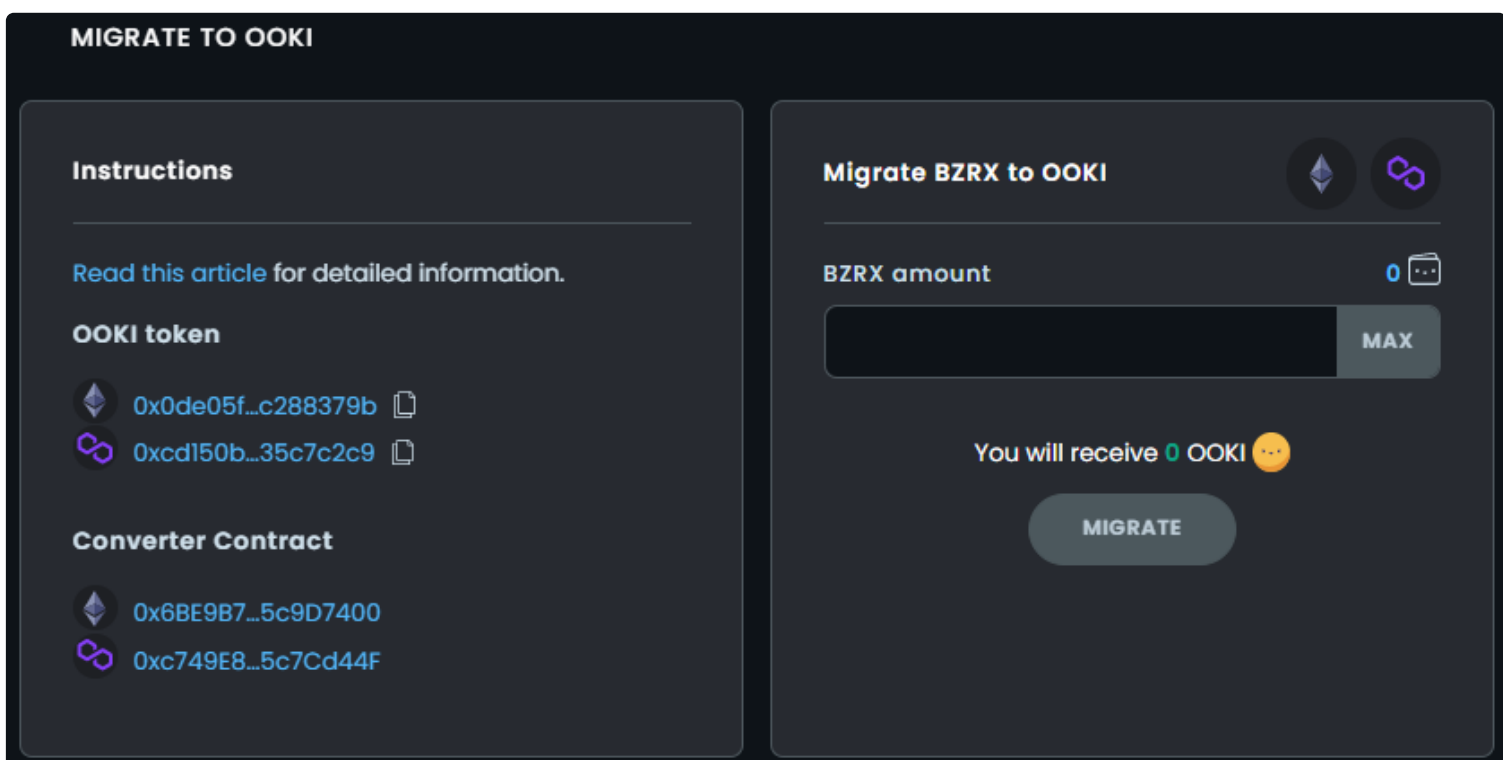 MIGRATE TO OOKI
Instructions
Read this article for detailed information.
OOKI token
0x0de05f...c288379b
0xcd150b...35c7c2c9
Converter Contract
0x6BE9B7...5c9D7400
0xc749E8...5c7Cd44F
Migrate BZRX to OOKI
BZRX amount
0
MAX
You will receive 0 OOKI
MIGRATE